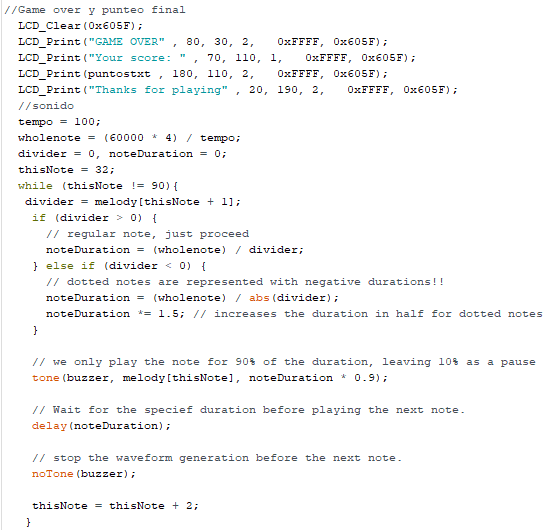 //Game over y punteo final
LCD_Clear(0x605F);
LCD_Print("GAME OVER" , 80, 30, 2,   0xFFFF, 0x605F);
LCD_Print("Your score: " , 70, 110, 1,   0xFFFF, 0x605F);
LCD_Print(puntostxt , 180, 110, 2,   0xFFFF, 0x605F);
LCD_Print("Thanks for playing" , 20, 190, 2,   0xFFFF, 0x605F);
//sonido
tempo = 100;
wholenote = (60000 * 4) / tempo;
divider = 0, noteDuration = 0;
thisNote = 32;
while (thisNote != 90){
divider = melody[thisNote + 1];
if (divider > 0) {
// regular note, just proceed
noteDuration = (wholenote) / divider;
} else if (divider < 0) {
// dotted notes are represented with negative durations!!
noteDuration = (wholenote) / abs(divider);
noteDuration *= 1.5; // increases the duration in half for dotted notes
}
// we only play the note for 90% of the duration, leaving 10% as a pause
tone(buzzer, melody[thisNote], noteDuration * 0.9);
// Wait for the specief duration before playing the next note.
delay(noteDuration);
// stop the waveform generation before the next note.
noTone(buzzer);
thisNote = thisNote + 2;
}